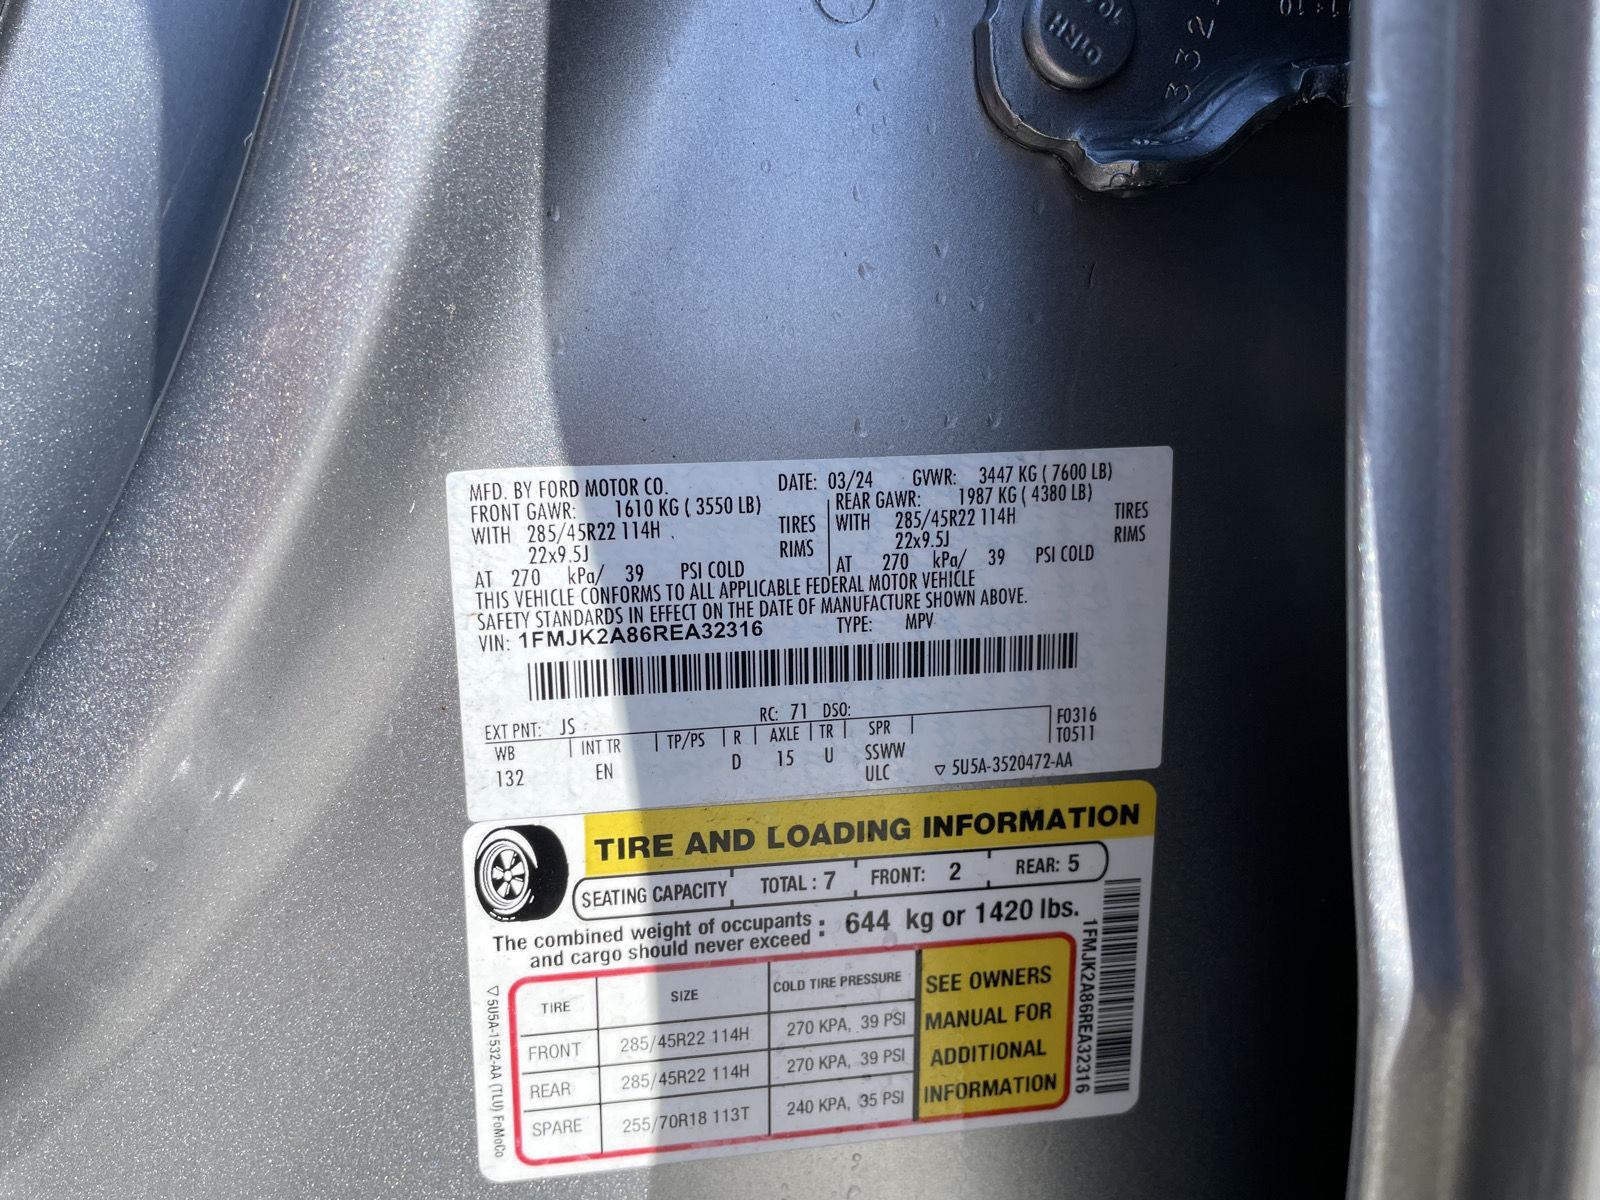 DIRH
332
MFD. BY FORD MOTOR CO. DATE: 03/24 GVWR: 3447 KG ( 7600 LB)
FRONT GAWR: 1610 KG ( 3550 LB) REAR GAWR: 1987 KG ( 4380 LB)
WITH 285/45R22 114H TIRES WITH 285/45R22 114H TIRES
22x9.5J RIMS 22x9.5J RIMS
AT 270 kPa/ 39 PSI COLD AT 270 kPa/ 39 PSI COLD
THIS VEHICLE CONFORMS TO ALL APPLICABLE FEDERAL MOTOR VEHICLE
SAFETY STANDARDS IN EFFECT ON THE DATE OF MANUFACTURE SHOWN ABOVE.
VIN: 1FMJK2A86REA32316 TYPE: MPV
EXT PNT: JS RC: 71 DSO: F0316
WB INT TR TP/PS R AXLE TR SPR T0511
132 EN D 15 U SSWW
ULC 5U5A-3520472-AA
TIRE AND LOADING INFORMATION
SEATING CAPACITY TOTAL : 7 FRONT: 2 REAR: 5
The combined weight of occupants
and cargo should never exceed : 644 kg or 1420 lbs.
TIRE SIZE COLD TIRE PRESSURE
FRONT 285/45R22 114H 270 KPA, 39 PSI
REAR 285/45R22 114H 270 KPA, 39 PSI
SPARE 255/70R18 113T 240 KPA, 35 PSI
SEE OWNERS
MANUAL FOR
ADDITIONAL
INFORMATION
1FMJK2A86REA32316
5U5A-1532-AA (TLU) FoMoCo